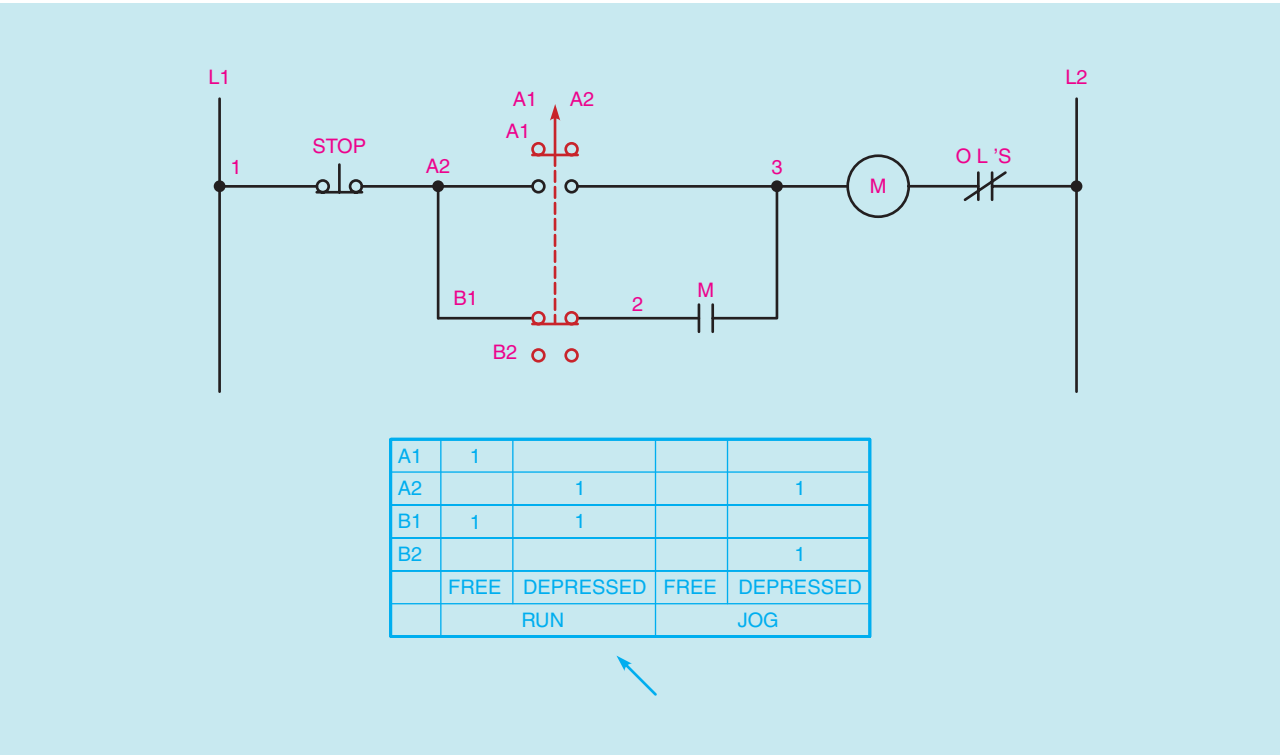 L1 L2
A1 A2
A1
STOP
1 A2 3
O L 'S
M
B1 2 M
B2
A1 1
A2 1 1
B1 1 1
B2 1
FREE DEPRESSED FREE DEPRESSED
RUN JOG